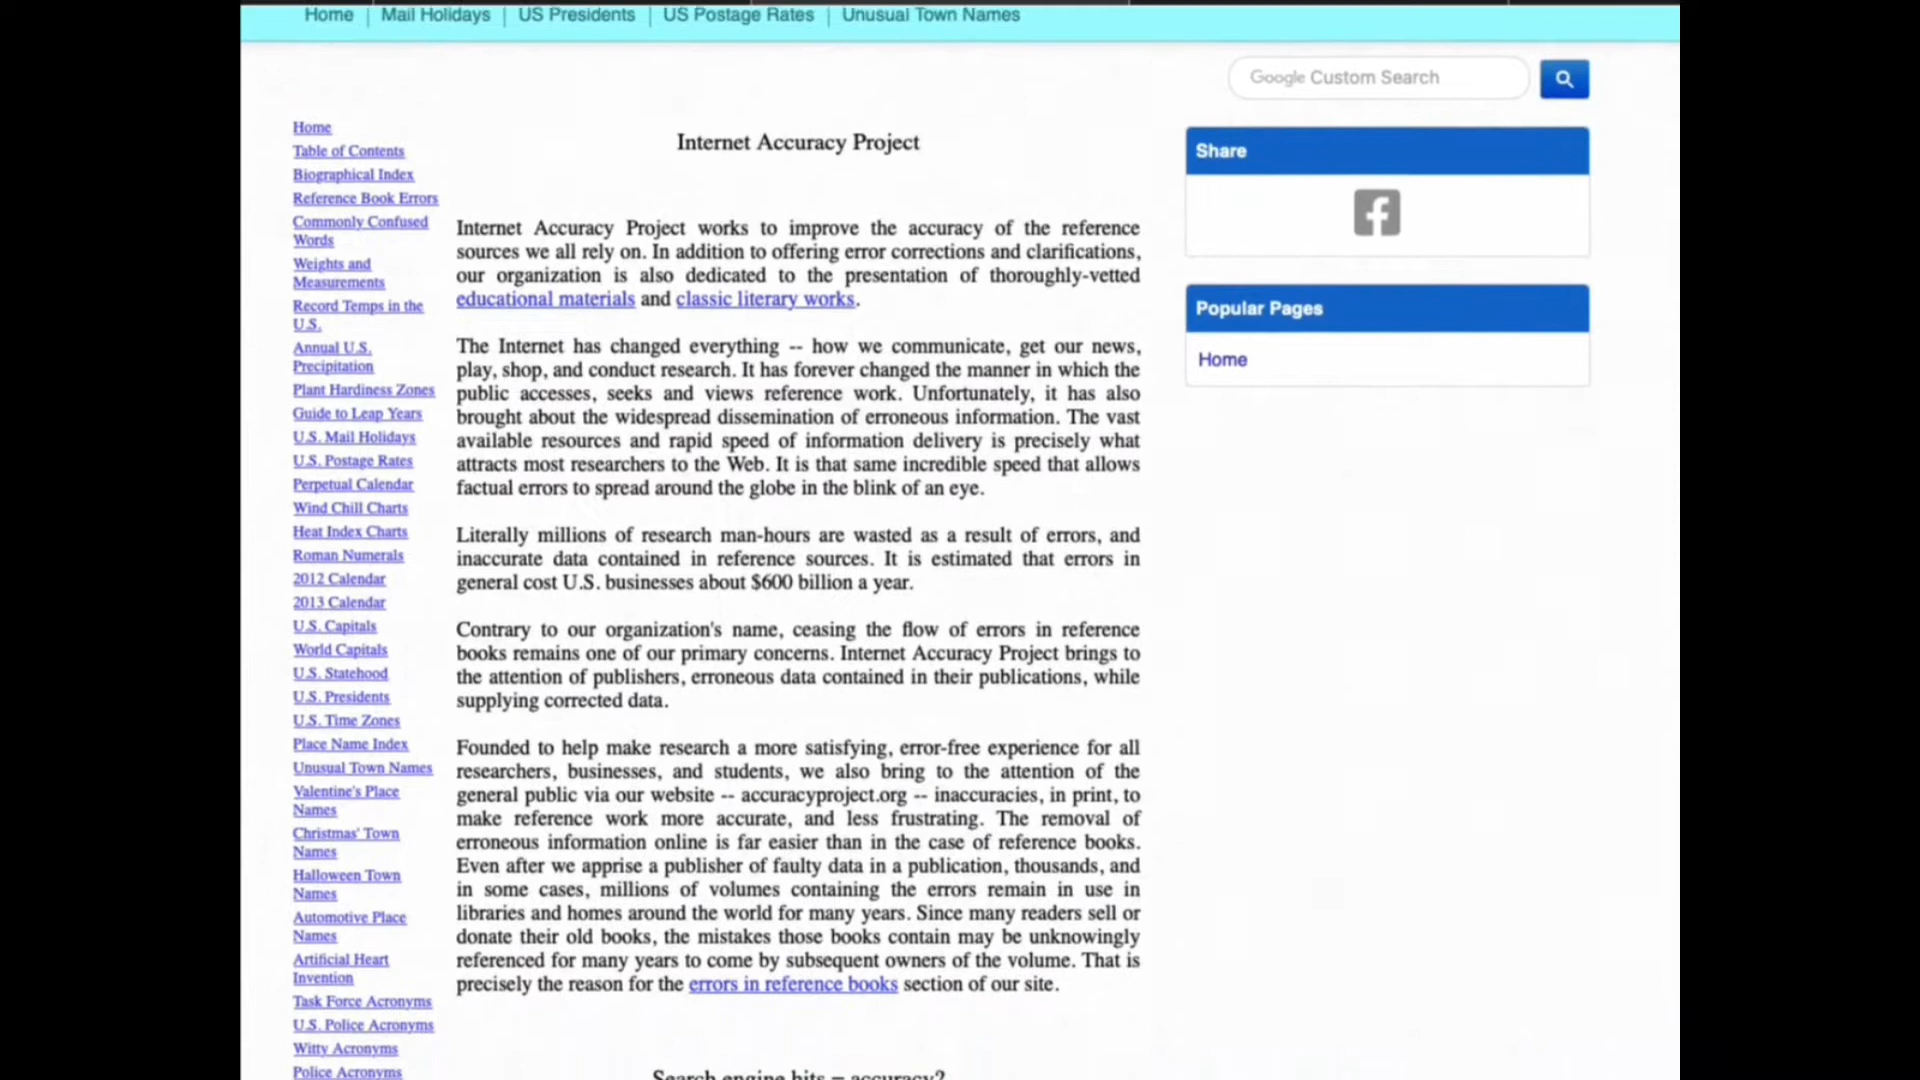 Home | Mail Holidays | US Presidents | US Postage Rates | Unusual Town Names
Google Custom Search
Home
Table of Contents
Biographical Index
Reference Book Errors
Commonly Confused
Words
Weights and
Measurements
Record Temps in the
U.S.
Annual U.S.
Precipitation
Plant Hardiness Zones
Guide to Leap Years
U.S. Mail Holidays
U.S. Postage Rates
Perpetual Calendar
Wind Chill Charts
Heat Index Charts
Roman Numerals
2012 Calendar
2013 Calendar
U.S. Capitals
World Capitals
U.S. Statehood
U.S. Presidents
U.S. Time Zones
Place Name Index
Unusual Town Names
Valentine's Place
Names
Christmas' Town
Names
Halloween Town
Names
Automotive Place
Names
Artificial Heart
Invention
Task Force Acronyms
U.S. Police Acronyms
Witty Acronyms
Police Acronyms
Internet Accuracy Project
Internet Accuracy Project works to improve the accuracy of the reference
sources we all rely on. In addition to offering error corrections and clarifications,
our organization is also dedicated to the presentation of thoroughly-vetted
educational materials and classic literary works.
The Internet has changed everything -- how we communicate, get our news,
play, shop, and conduct research. It has forever changed the manner in which the
public accesses, seeks and views reference work. Unfortunately, it has also
brought about the widespread dissemination of erroneous information. The vast
available resources and rapid speed of information delivery is precisely what
attracts most researchers to the Web. It is that same incredible speed that allows
factual errors to spread around the globe in the blink of an eye.
Literally millions of research man-hours are wasted as a result of errors, and
inaccurate data contained in reference sources. It is estimated that errors in
general cost U.S. businesses about $600 billion a year.
Contrary to our organization's name, ceasing the flow of errors in reference
books remains one of our primary concerns. Internet Accuracy Project brings to
the attention of publishers, erroneous data contained in their publications, while
supplying corrected data.
Founded to help make research a more satisfying, error-free experience for all
researchers, businesses, and students, we also bring to the attention of the
general public via our website -- accuracyproject.org -- inaccuracies, in print, to
make reference work more accurate, and less frustrating. The removal of
erroneous information online is far easier than in the case of reference books.
Even after we apprise a publisher of faulty data in a publication, thousands, and
in some cases, millions of volumes containing the errors remain in use in
libraries and homes around the world for many years. Since many readers sell or
donate their old books, the mistakes those books contain may be unknowingly
referenced for many years to come by subsequent owners of the volume. That is
precisely the reason for the errors in reference books section of our site.
Search engine hits = accuracy?
Share
Popular Pages
Home